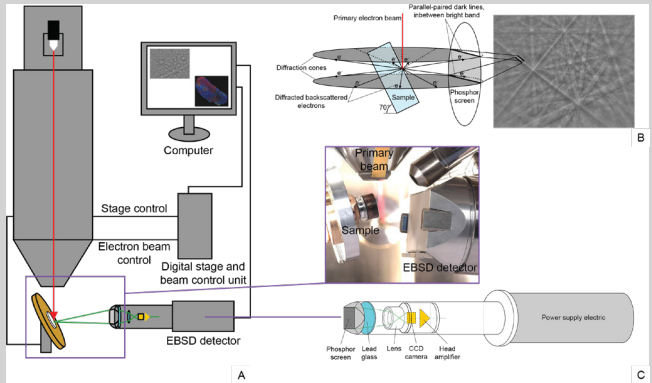 Computer
Stage control
Electron beam
control
Digital stage and
beam control unit
EBSD detector
A
Primary electron beam
Parallel-paired dark lines,
inbetween bright band
Diffraction cones
Diffracted backscattered
electrons
Sample
70°
Phosphor
screen
B
Primary
beam
Sample
EBSD detector
Phosphor
screen
Lead
glass
Lens
CCD
camera
Head
amplifier
Power supply electric
C